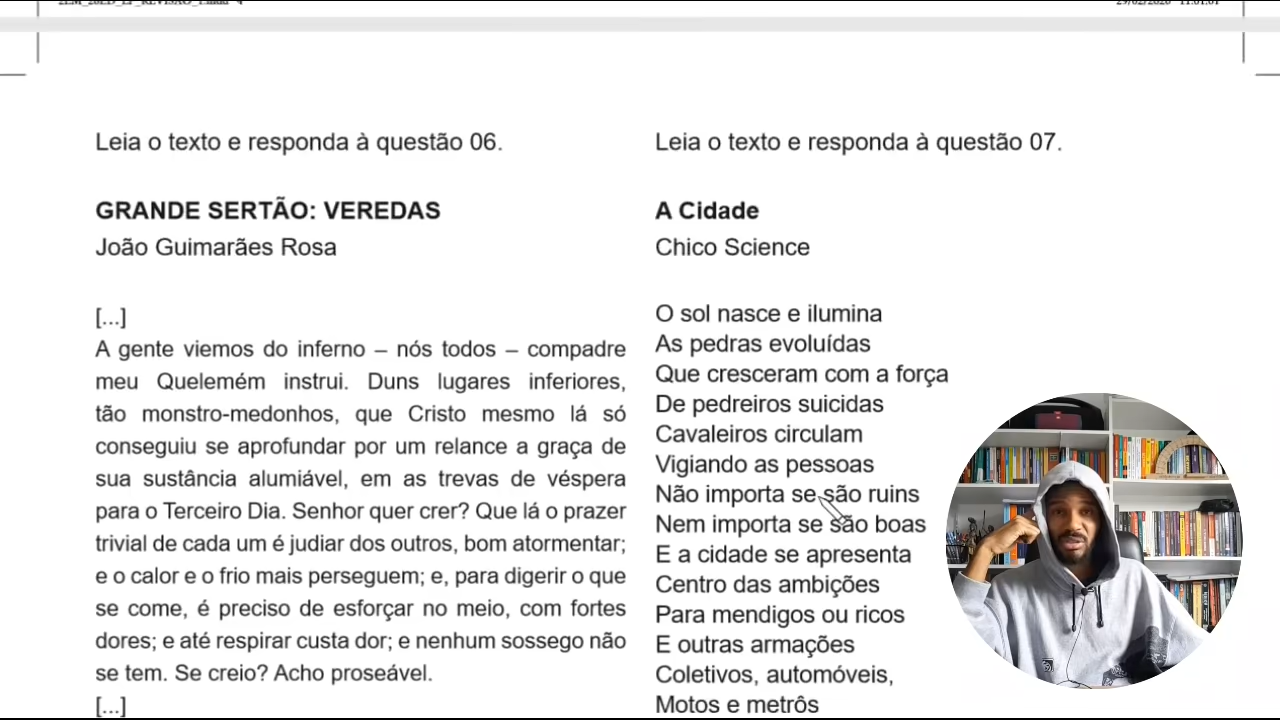 Leia o texto e responda à questão 06.
GRANDE SERTÃO: VEREDAS
João Guimarães Rosa
[...]
A gente viemos do inferno – nós todos – compadre
meu Quelemém instrui. Duns lugares inferiores,
tão monstro-medonhos, que Cristo mesmo lá só
conseguiu se aprofundar por um relance a graça de
sua sustância alumiável, em as trevas de véspera
para o Terceiro Dia. Senhor quer crer? Que lá o prazer
trivial de cada um é judiar dos outros, bom atormentar;
e o calor e o frio mais perseguem; e, para digerir o que
se come, é preciso de esforçar no meio, com fortes
dores; e até respirar custa dor; e nenhum sossego não
se tem. Se creio? Acho proseável.
[...]
Leia o texto e responda à questão 07.
A Cidade
Chico Science
O sol nasce e ilumina
As pedras evoluídas
Que cresceram com a força
De pedreiros suicidas
Cavaleiros circulam
Vigiando as pessoas
Não importa se são ruins
Nem importa se são boas
E a cidade se apresenta
Centro das ambições
Para mendigos ou ricos
E outras armações
Coletivos, automóveis,
Motos e metrôs